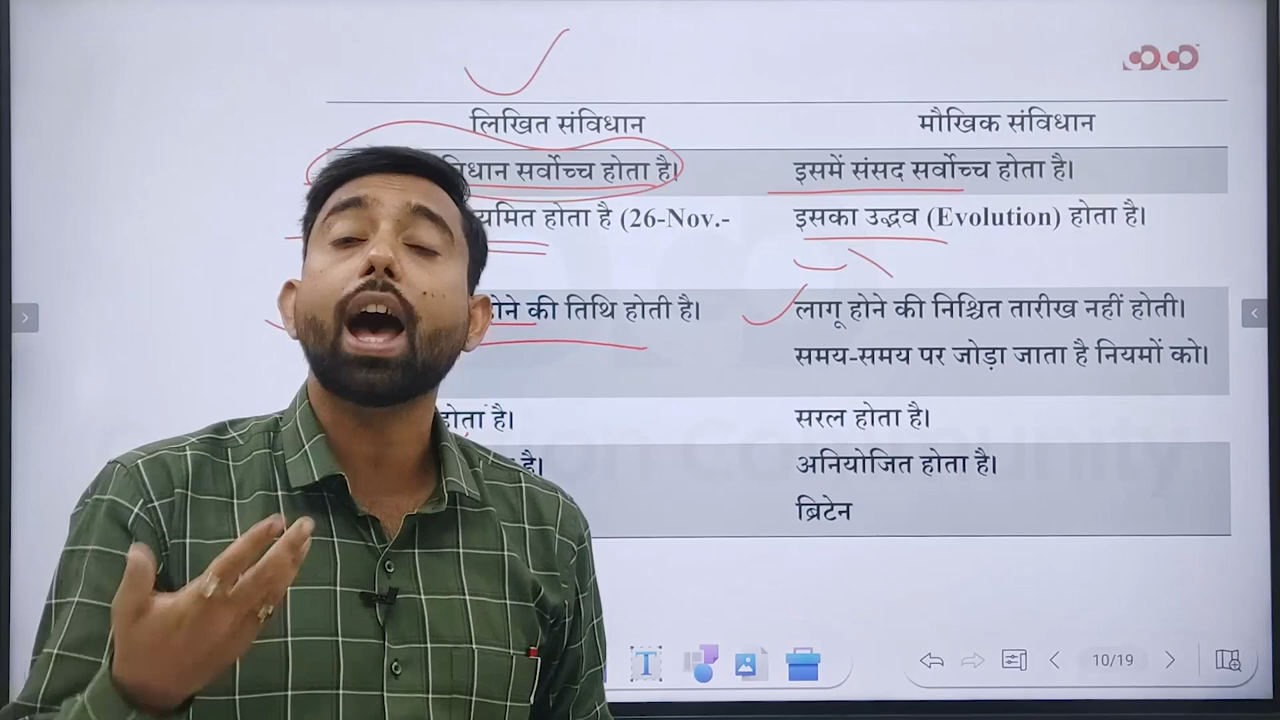 लिखित संविधान
मौखिक संविधान
सर्वोच्च होता है।
इसमें संसद सर्वोच्च होता है।
होता है (26-Nov.-
इसका उद्भव (Evolution) होता है।
की तिथि होती है।
लागू होने की निश्चित तारीख नहीं होती।
समय-समय पर जोड़ा जाता है नियमों को।
होता है।
सरल होता है।
है।
अनियोजित होता है।
ब्रिटेन
T
10/19